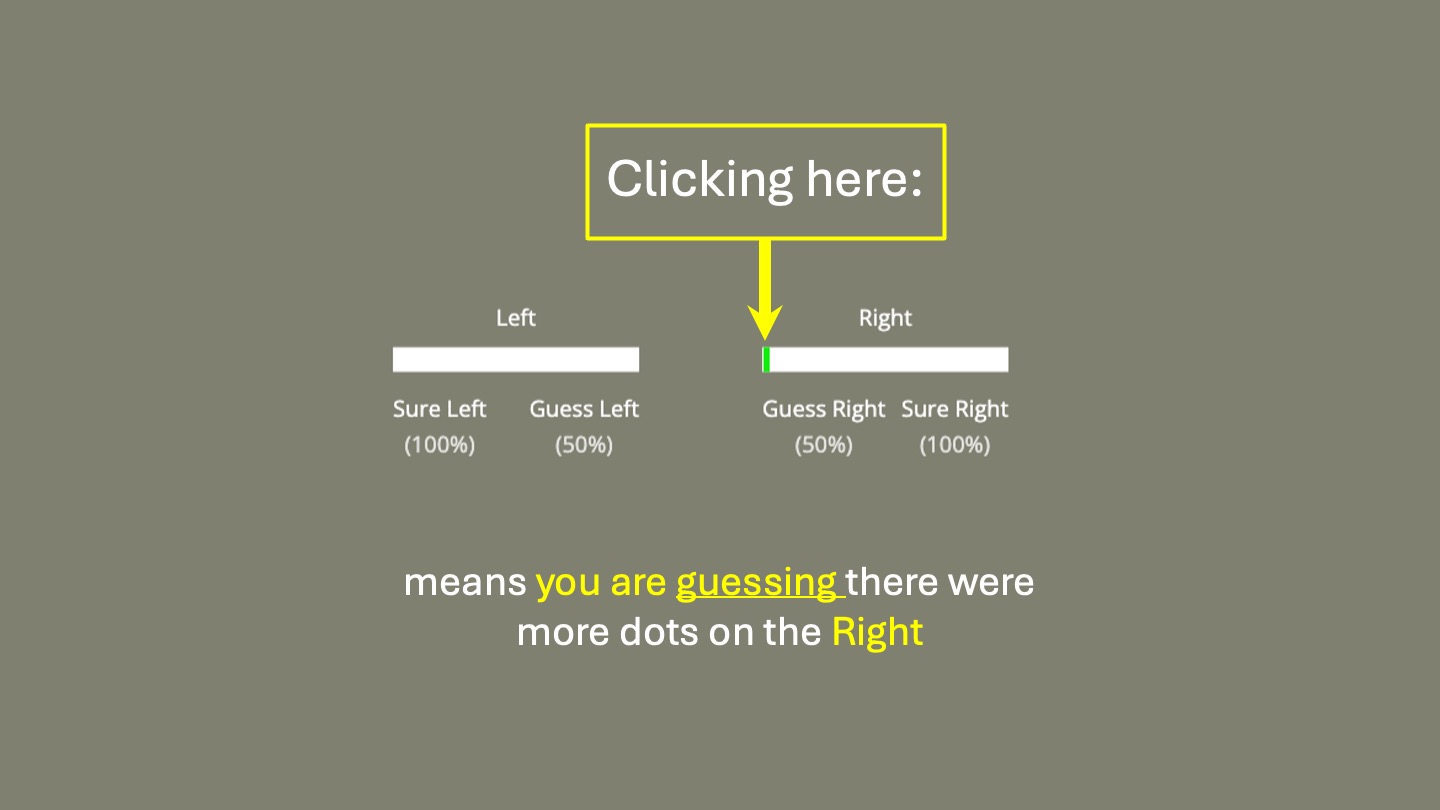 Clicking here:
Left
Right
Sure Left
Guess Left
Guess Right
Sure Right
(100%)
(50%)
(50%)
(100%)
means you are guessing there were
more dots on the Right